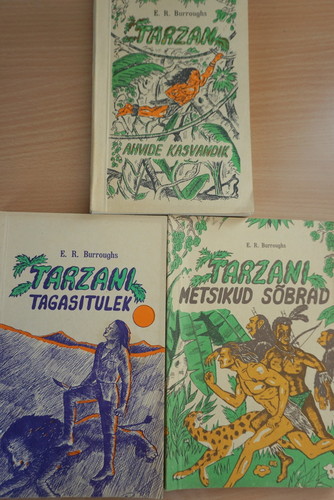 E. R. Burroughs
TARZAN
AHVIDE KASVANDIK
E. R. Burroughs
TARZANI
TAGASITULEK
E. R. Burroughs
TARZANI
METSIKUD SÕBRAD